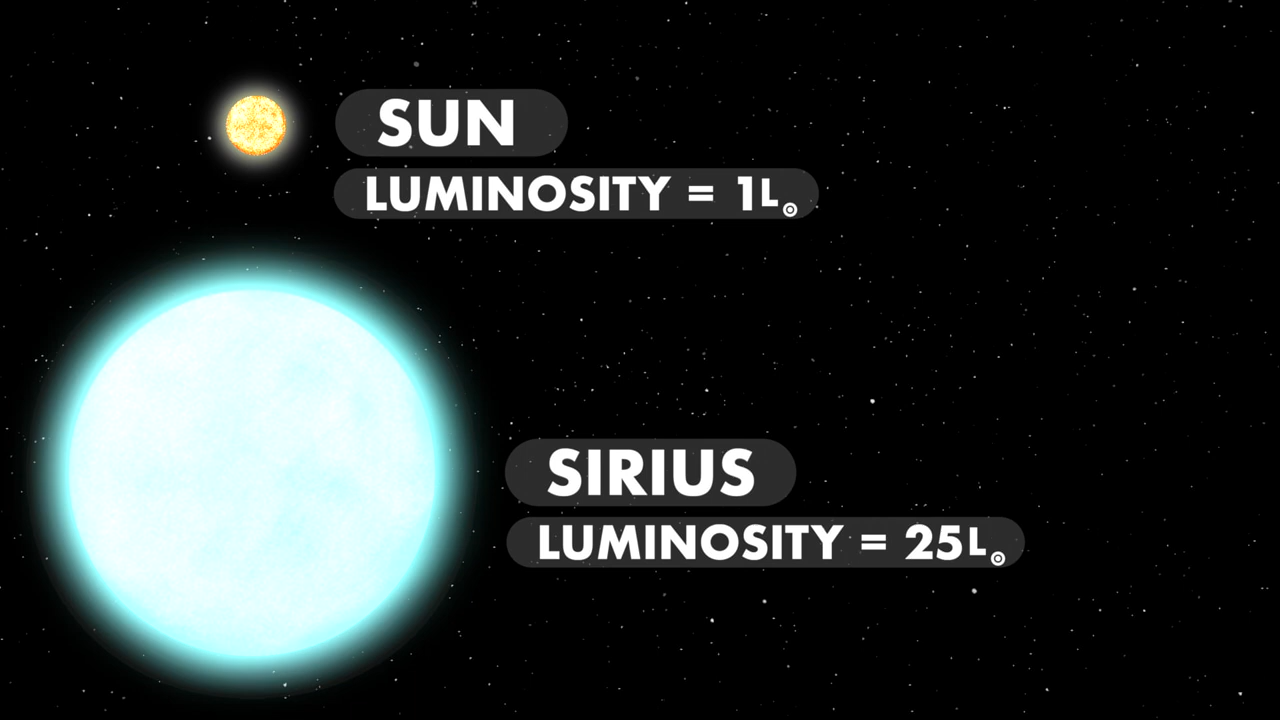 SUN
LUMINOSITY = 1L☉
SIRIUS
LUMINOSITY = 25L☉